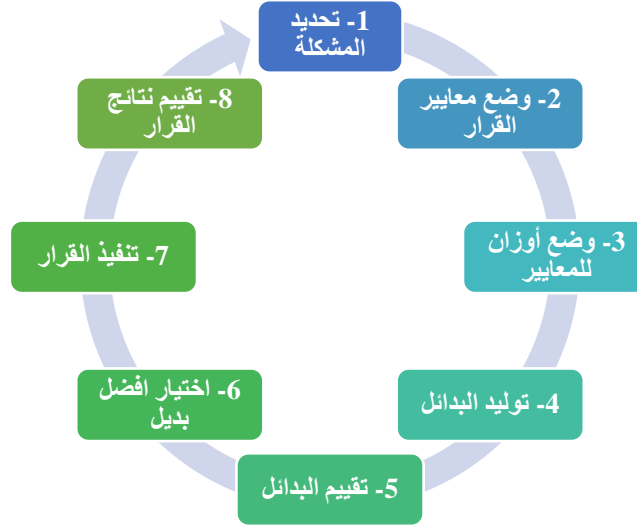 1- تحديد
المشكلة
2- وضع معايير
القرار
3- وضع أوزان
للمعايير
4- توليد البدائل
5- تقييم البدائل
6- اختيار افضل
بديل
7- تنفيذ القرار
8- تقييم نتائج
القرار